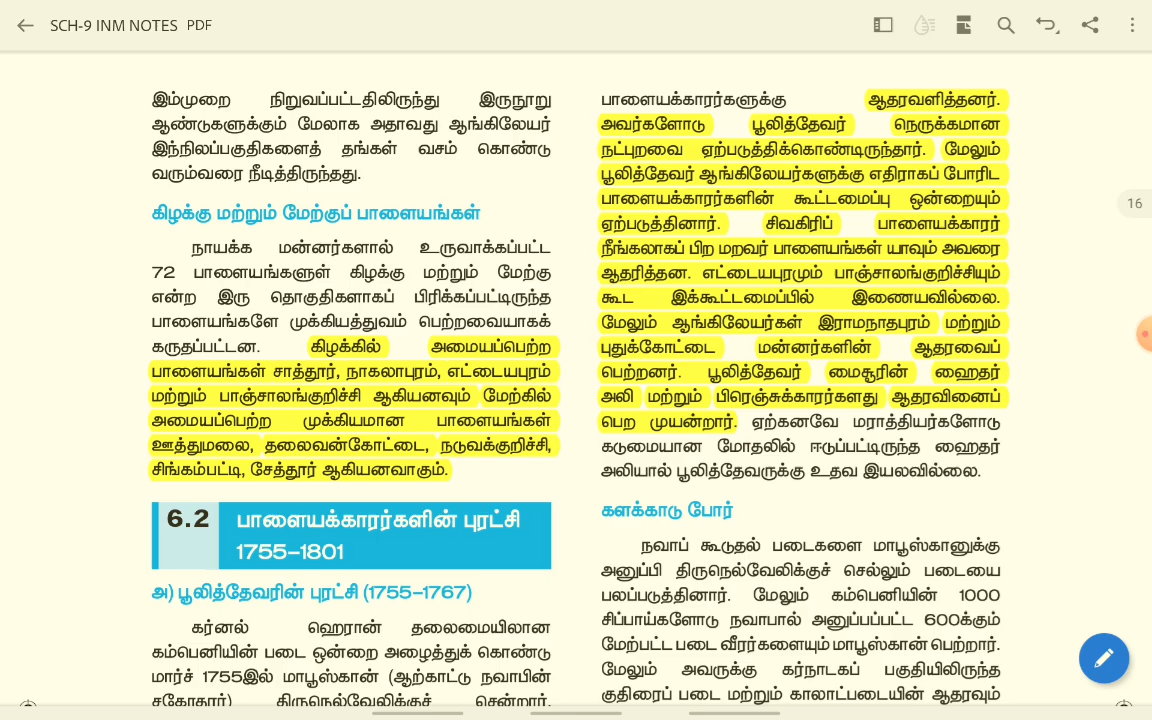 SCH-9 INM NOTES PDF
16
இம்முறை நிறுவப்பட்டதிலிருந்து இருநூறு
ஆண்டுகளுக்கும் மேலாக அதாவது ஆங்கிலேயர்
இந்நிலப்பகுதிகளைத் தங்கள் வசம் கொண்டு
வரும்வரை நீடித்திருந்தது.
கிழக்கு மற்றும் மேற்குப் பாளையங்கள்
நாயக்க மன்னர்களால் உருவாக்கப்பட்ட
72 பாளையங்களுள் கிழக்கு மற்றும் மேற்கு
என்ற இரு தொகுதிகளாகப் பிரிக்கப்பட்டிருந்த
பாளையங்களே முக்கியத்துவம் பெற்றவையாகக்
கருதப்பட்டன. கிழக்கில் அமையப்பெற்ற
பாளையங்கள் சாத்தூர், நாகலாபுரம், எட்டையபுரம்
மற்றும் பாஞ்சாலங்குறிச்சி ஆகியனவும் மேற்கில்
அமையப்பெற்ற முக்கியமான பாளையங்கள்
ஊத்துமலை, தலைவன்கோட்டை, நடுவக்குறிச்சி,
சிங்கம்பட்டி, சேத்தூர் ஆகியனவாகும்.
6.2 பாளையக்காரர்களின் புரட்சி
1755–1801
அ) பூலித்தேவரின் புரட்சி (1755–1767)
கர்னல் ஹெரான் தலைமையிலான
கம்பெனியின் படை ஒன்றை அழைத்துக் கொண்டு
மார்ச் 1755இல் மாபூஸ்கான் (ஆற்காட்டு நவாபின்
சகோதரர்) திருநெல்வேலிக்குச் சென்றார்.
பாளையக்காரர்களுக்கு ஆதரவளித்தனர்.
அவர்களோடு பூலித்தேவர் நெருக்கமான
நட்புறவை ஏற்படுத்திக்கொண்டிருந்தார். மேலும்
பூலித்தேவர் ஆங்கிலேயர்களுக்கு எதிராகப் போரிட
பாளையக்காரர்களின் கூட்டமைப்பு ஒன்றையும்
ஏற்படுத்தினார். சிவகிரிப் பாளையக்காரர்
நீங்கலாகப் பிற மறவர் பாளையங்கள் யாவும் அவரை
ஆதரித்தன. எட்டையபுரமும் பாஞ்சாலங்குறிச்சியும்
கூட இக்கூட்டமைப்பில் இணையவில்லை.
மேலும் ஆங்கிலேயர்கள் இராமநாதபுரம் மற்றும்
புதுக்கோட்டை மன்னர்களின் ஆதரவைப்
பெற்றனர். பூலித்தேவர் மைசூரின் ஹைதர்
அலி மற்றும் பிரெஞ்சுக்காரர்களது ஆதரவினைப்
பெற முயன்றார். ஏற்கனவே மராத்தியர்களோடு
கடுமையான மோதலில் ஈடுப்பட்டிருந்த ஹைதர்
அலியால் பூலித்தேவருக்கு உதவ இயலவில்லை.
களக்காடு போர்
நவாப் கூடுதல் படைகளை மாபூஸ்கானுக்கு
அனுப்பி திருநெல்வேலிக்குச் செல்லும் படையை
பலப்படுத்தினார். மேலும் கம்பெனியின் 1000
சிப்பாய்களோடு நவாபால் அனுப்பப்பட்ட 600க்கும்
மேற்பட்ட படை வீரர்களையும் மாபூஸ்கான் பெற்றார்.
மேலும் அவருக்கு கர்நாடகப் பகுதியிலிருந்த
குதிரைப் படை மற்றும் காலாட்படையின் ஆதரவும்